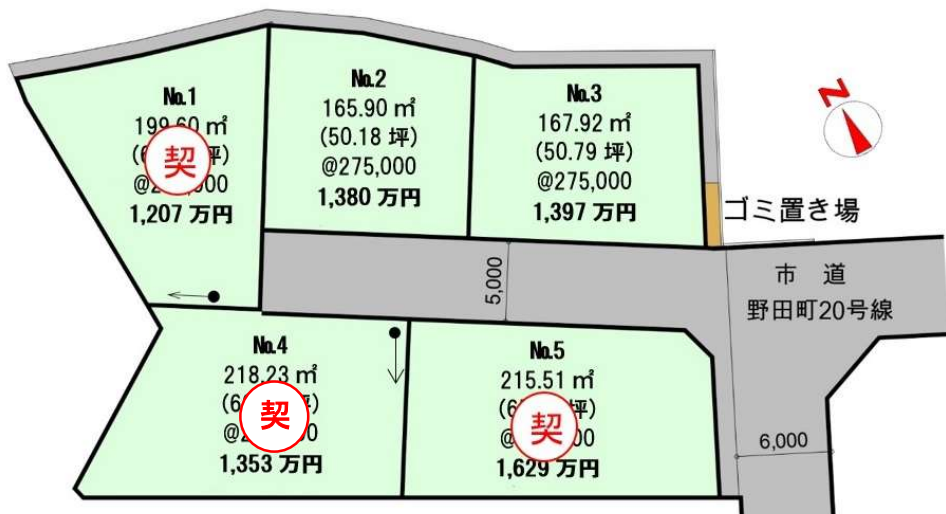 No.1
199.60 ㎡
契
1,207 万円
No.2
165.90 ㎡
(50.18 坪)
@275,000
1,380 万円
No.3
167.92 ㎡
(50.79 坪)
@275,000
1,397 万円
N
ゴミ置き場
市 道
野田町20号線
5,000
No.4
218.23 ㎡
契
1,353 万円
No.5
215.51 ㎡
契
1,629 万円
6,000